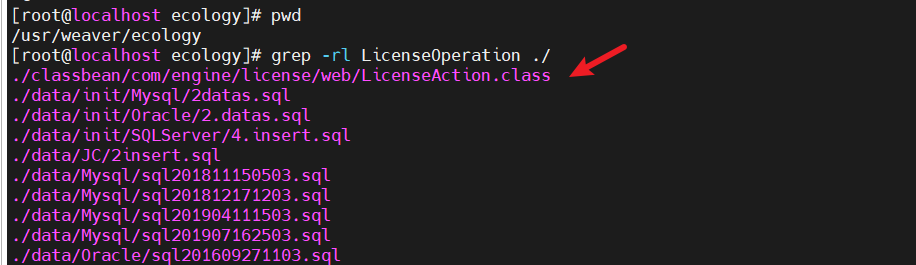 [root@localhost ecology]# pwd
/usr/weaver/ecology
[root@localhost ecology]# grep -rl LicenseOperation ./
./classbean/com/engine/license/web/LicenseAction.class
./data/init/Mysql/2datas.sql
./data/init/Oracle/2.datas.sql
./data/init/SQLServer/4.insert.sql
./data/JC/2insert.sql
./data/Mysql/sql201811150503.sql
./data/Mysql/sql201812171203.sql
./data/Mysql/sql201904111503.sql
./data/Mysql/sql201907162503.sql
./data/Oracle/sql201609271103.sql